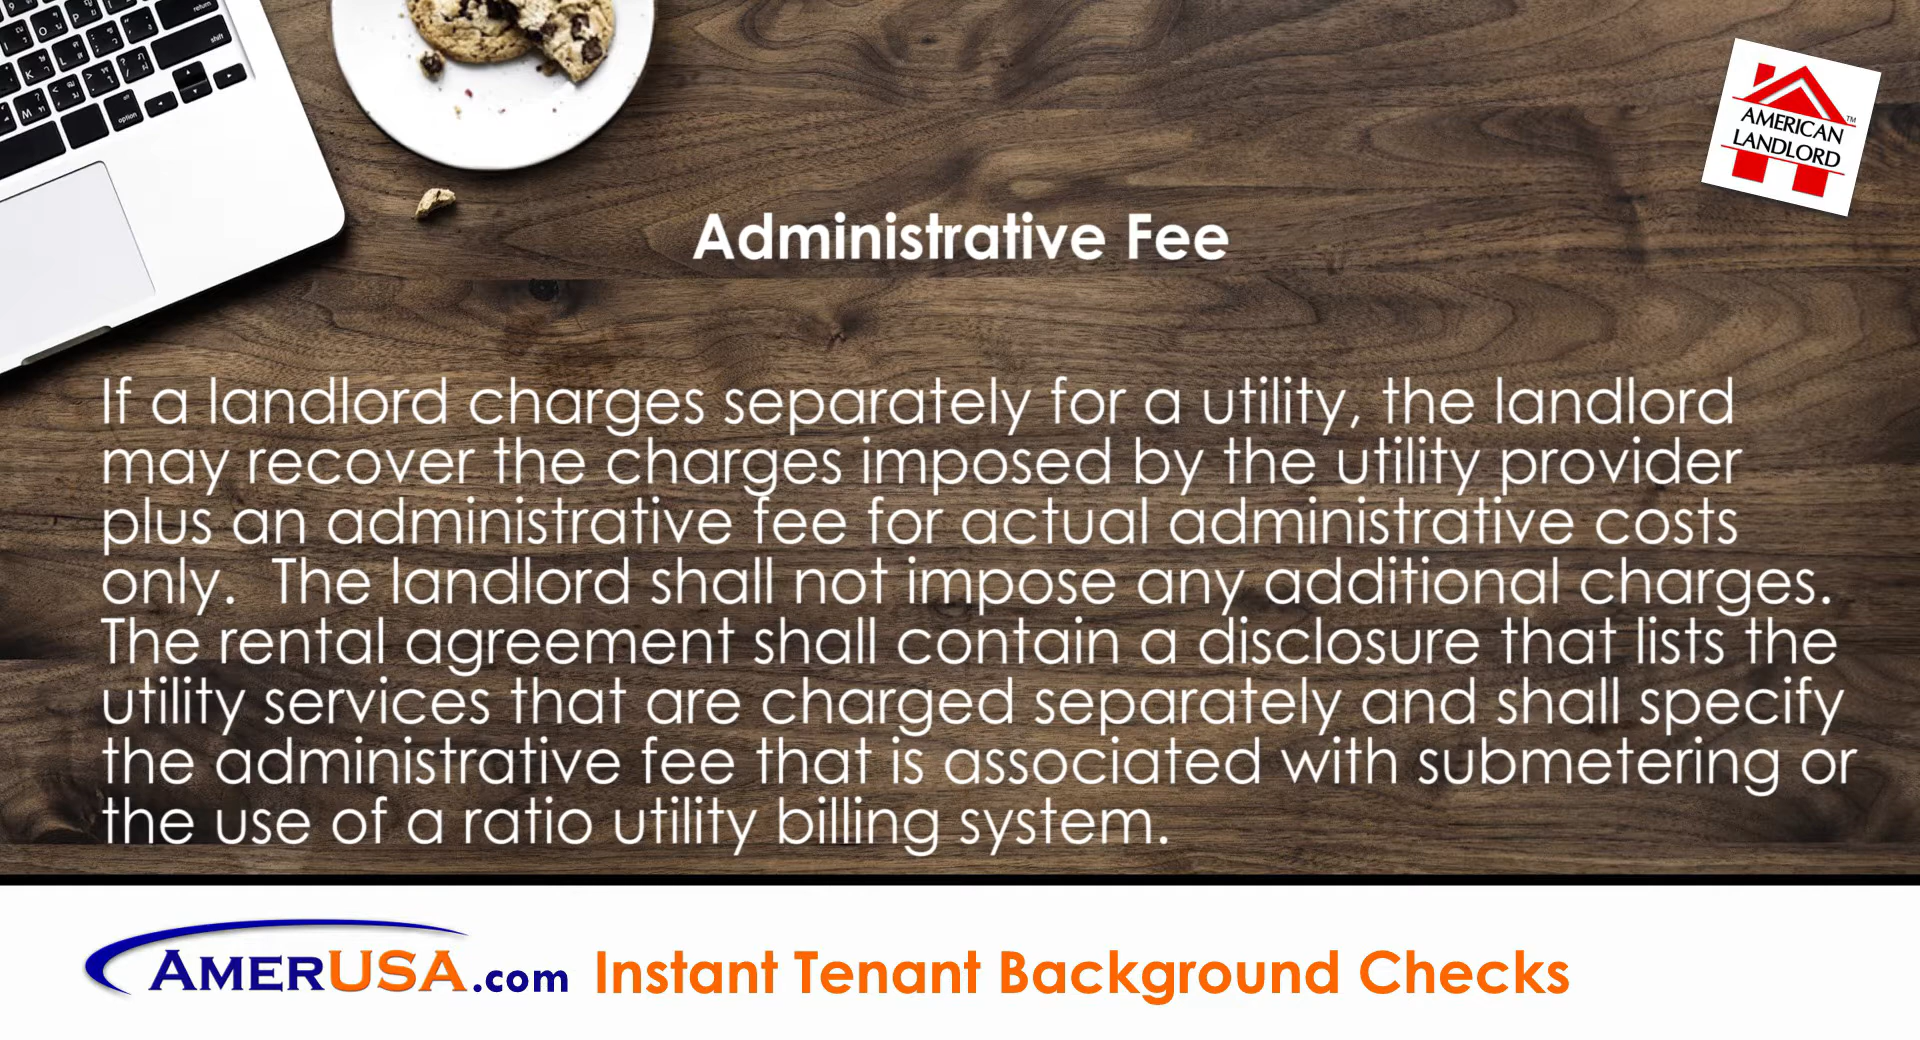 AMERICAN
LANDLORD
TM
Administrative Fee
If a landlord charges separately for a utility, the landlord
may recover the charges imposed by the utility provider
plus an administrative fee for actual administrative costs
only.  The landlord shall not impose any additional charges.
The rental agreement shall contain a disclosure that lists the
utility services that are charged separately and shall specify
the administrative fee that is associated with submetering or
the use of a ratio utility billing system.
AMERUSA.com Instant Tenant Background Checks